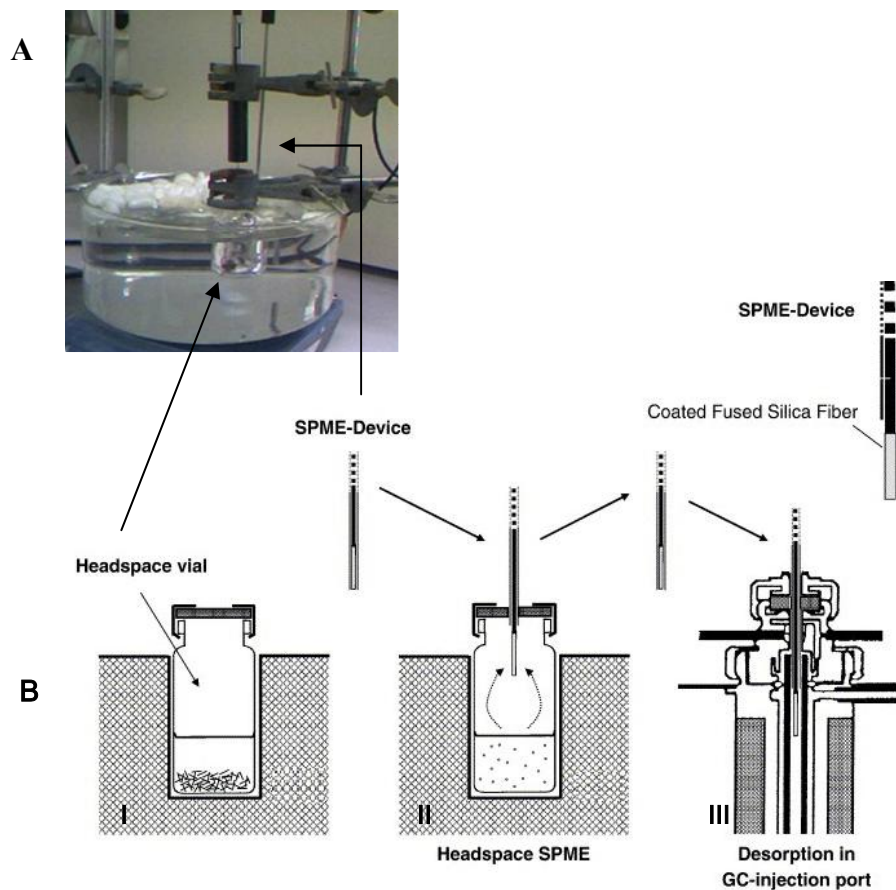 A
SPME-Device
Coated Fused Silica Fiber
SPME-Device
Headspace vial
B
I
II
III
Headspace SPME
Desorption in
GC-injection port